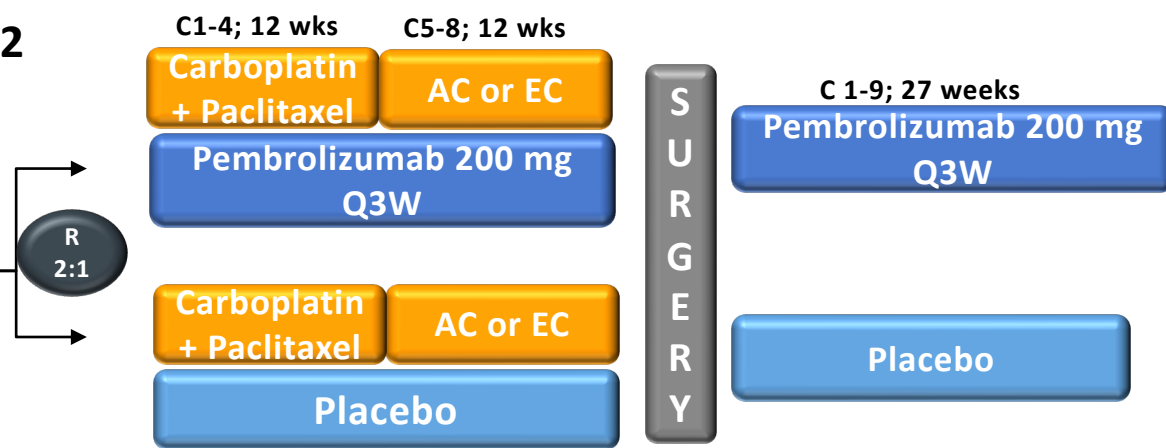 2
C1-4; 12 wks
C5-8; 12 wks
Carboplatin
+ Paclitaxel
AC or EC
Pembrolizumab 200 mg
Q3W
R
2:1
Carboplatin
+ Paclitaxel
AC or EC
Placebo
S
U
R
G
E
R
Y
C 1-9; 27 weeks
Pembrolizumab 200 mg
Q3W
Placebo